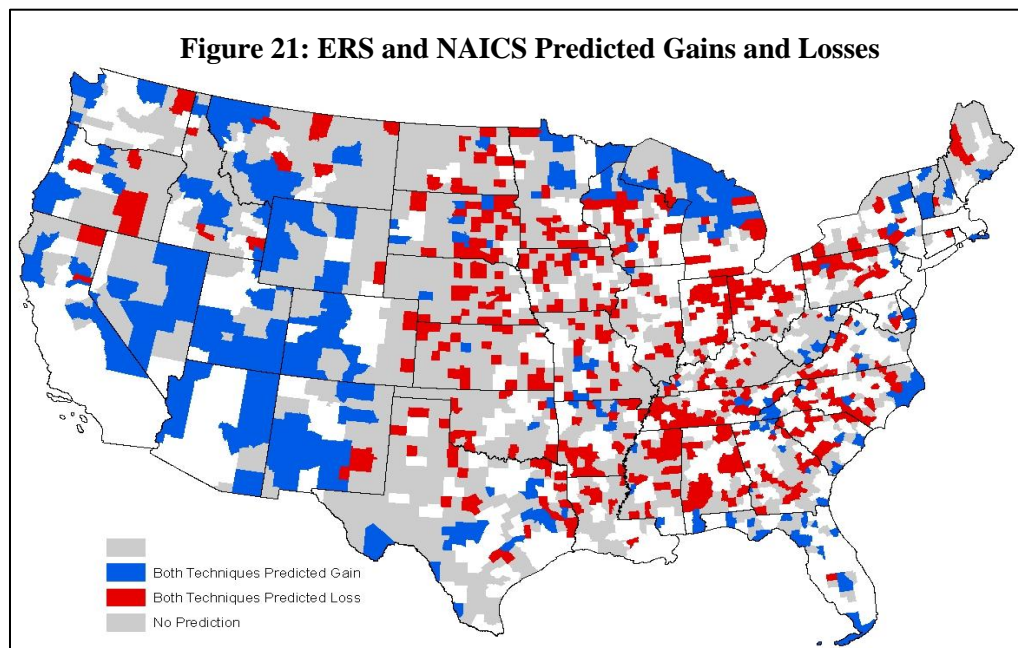 Figure 21: ERS and NAICS Predicted Gains and Losses
Both Techniques Predicted Gain
Both Techniques Predicted Loss
No Prediction